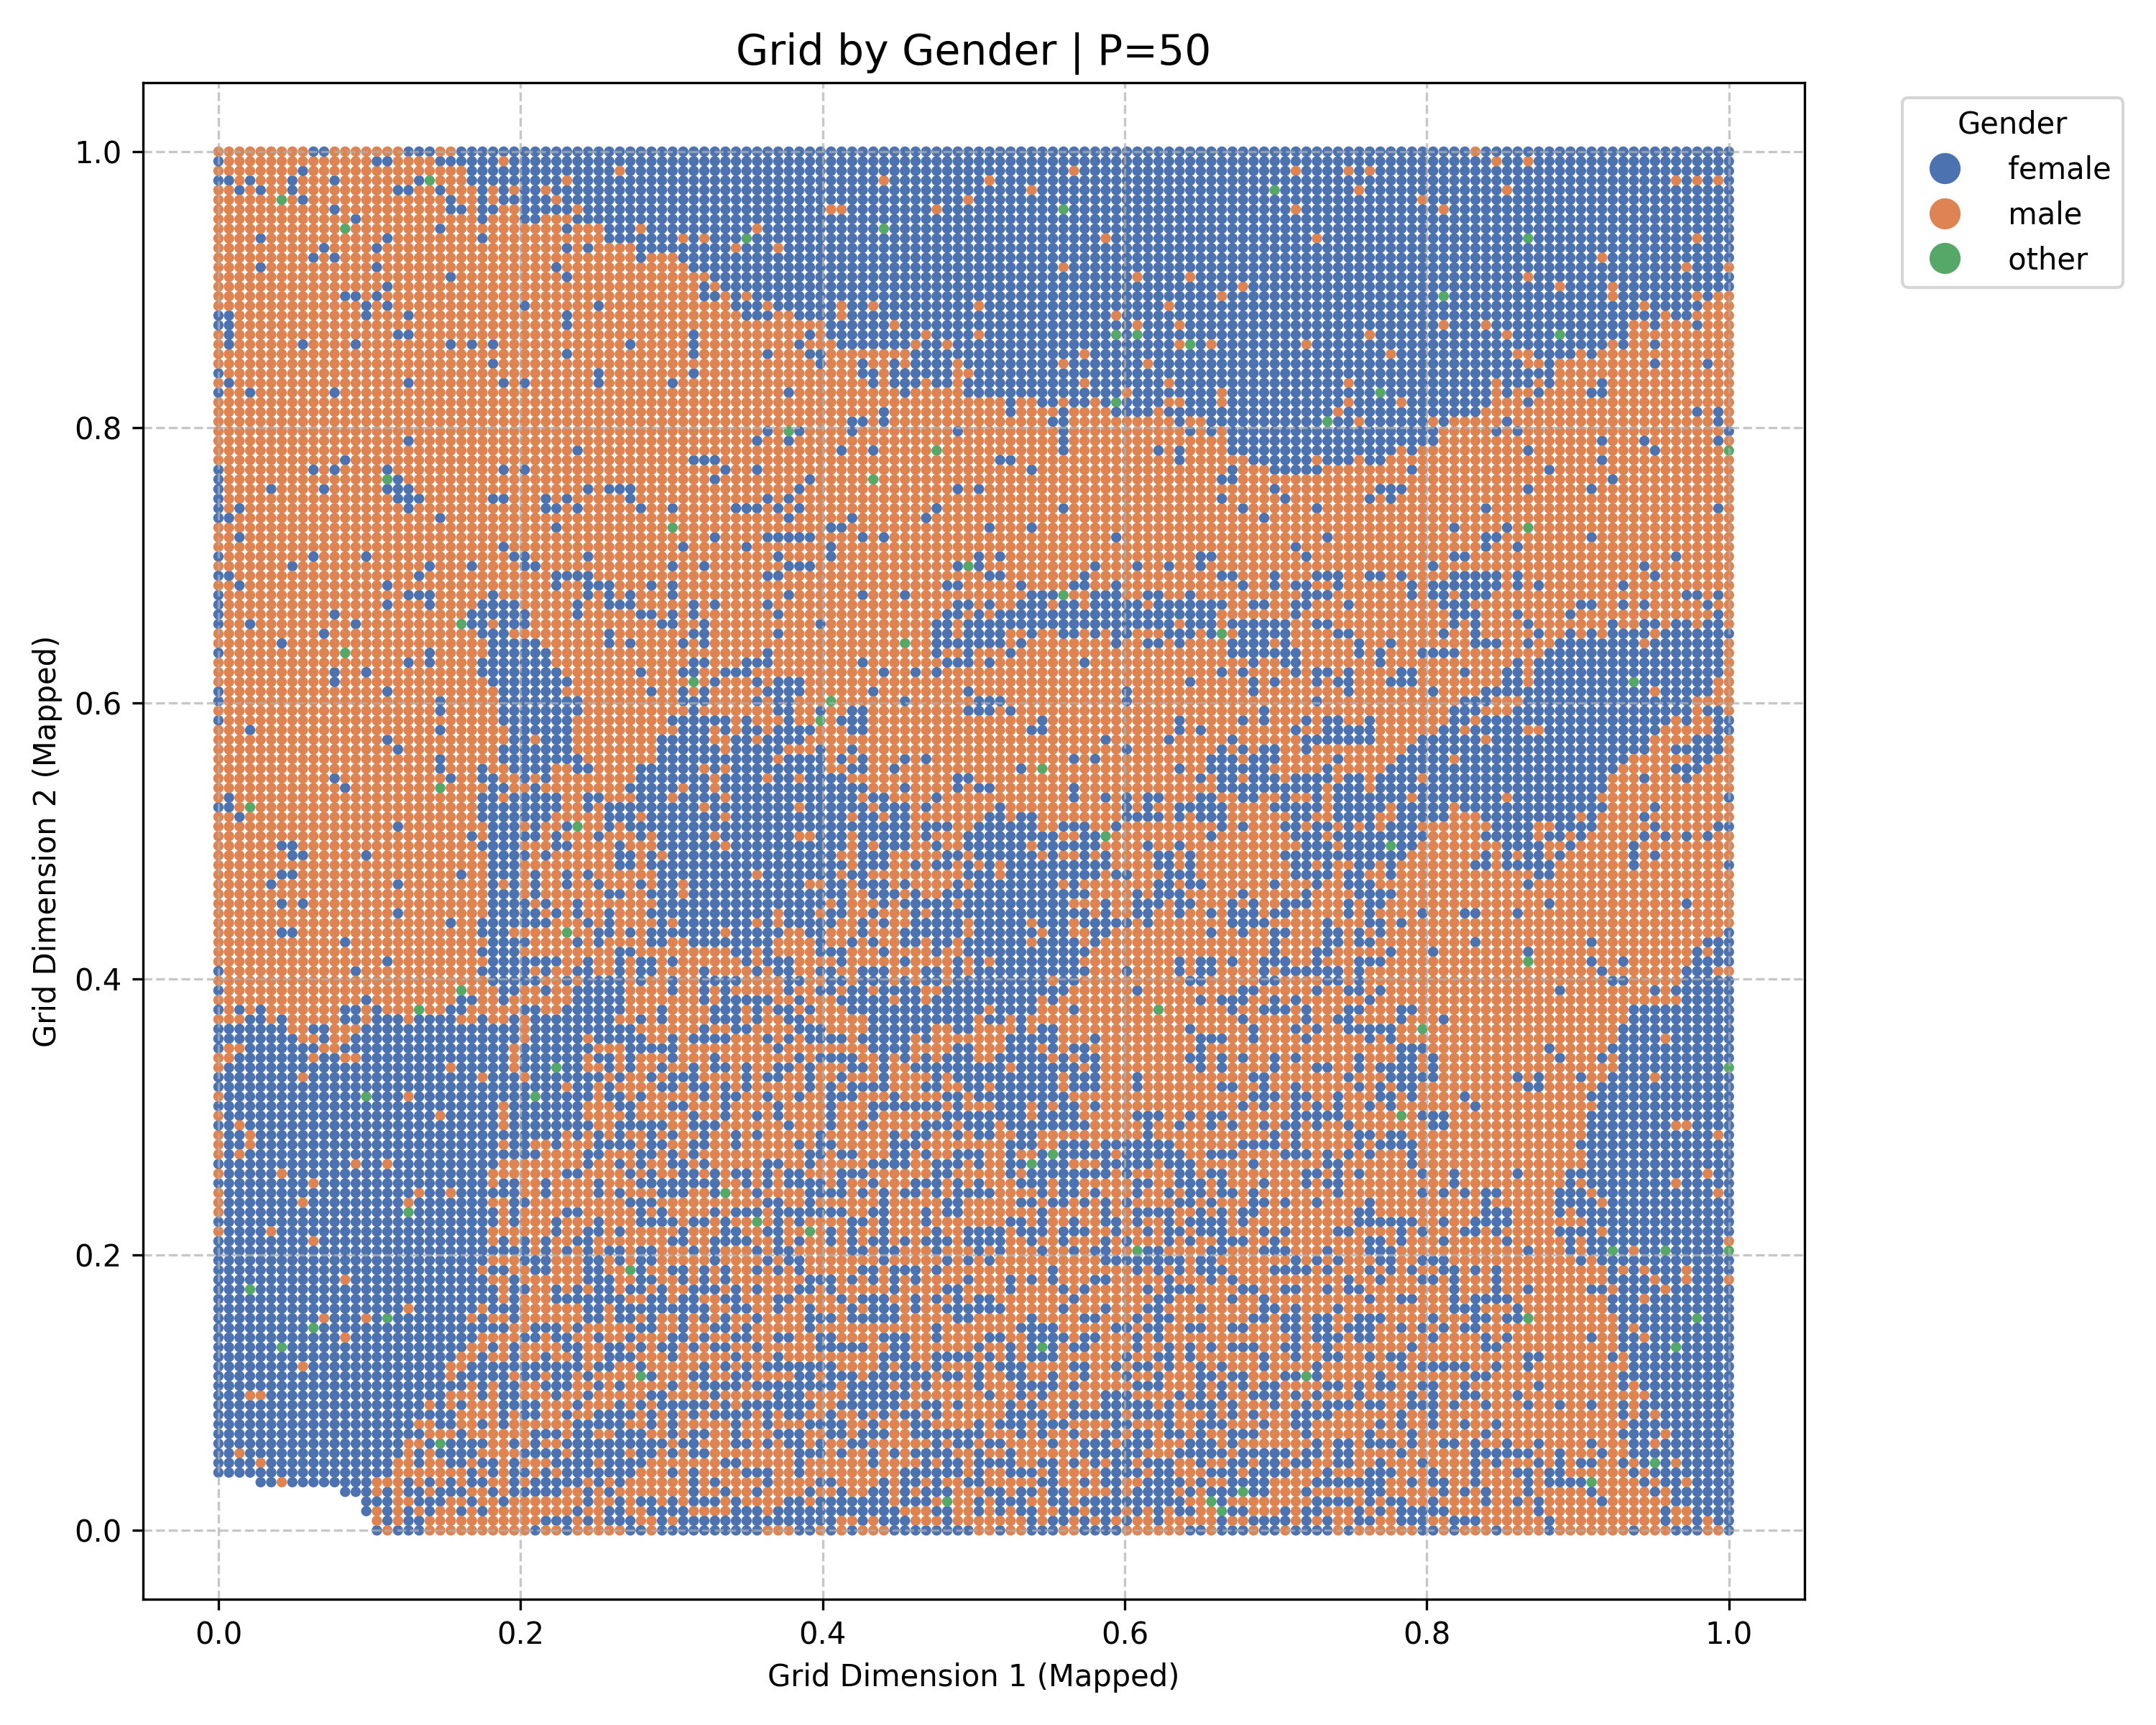 Grid by Gender | P=50
Gender
female
male
other
1.0
0.8
0.6
0.4
0.2
0.0
Grid Dimension 2 (Mapped)
0.0 0.2 0.4 0.6 0.8 1.0
Grid Dimension 1 (Mapped)